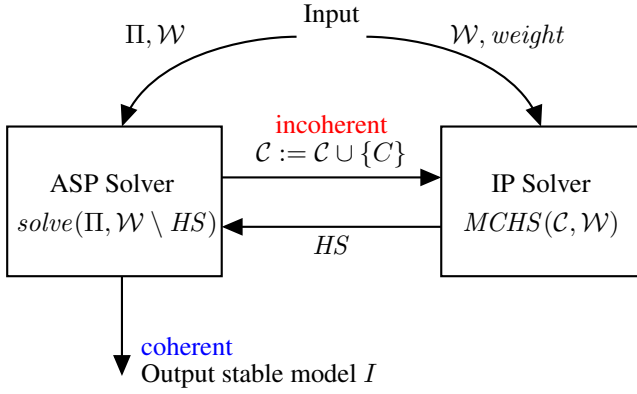 Input
Π, 𝒲
𝒲, weight
incoherent
𝒞 := 𝒞 ∪ {C}
ASP Solver
solve(Π, 𝒲 \ HS)
IP Solver
MCHS(𝒞, 𝒲)
HS
coherent
Output stable model I